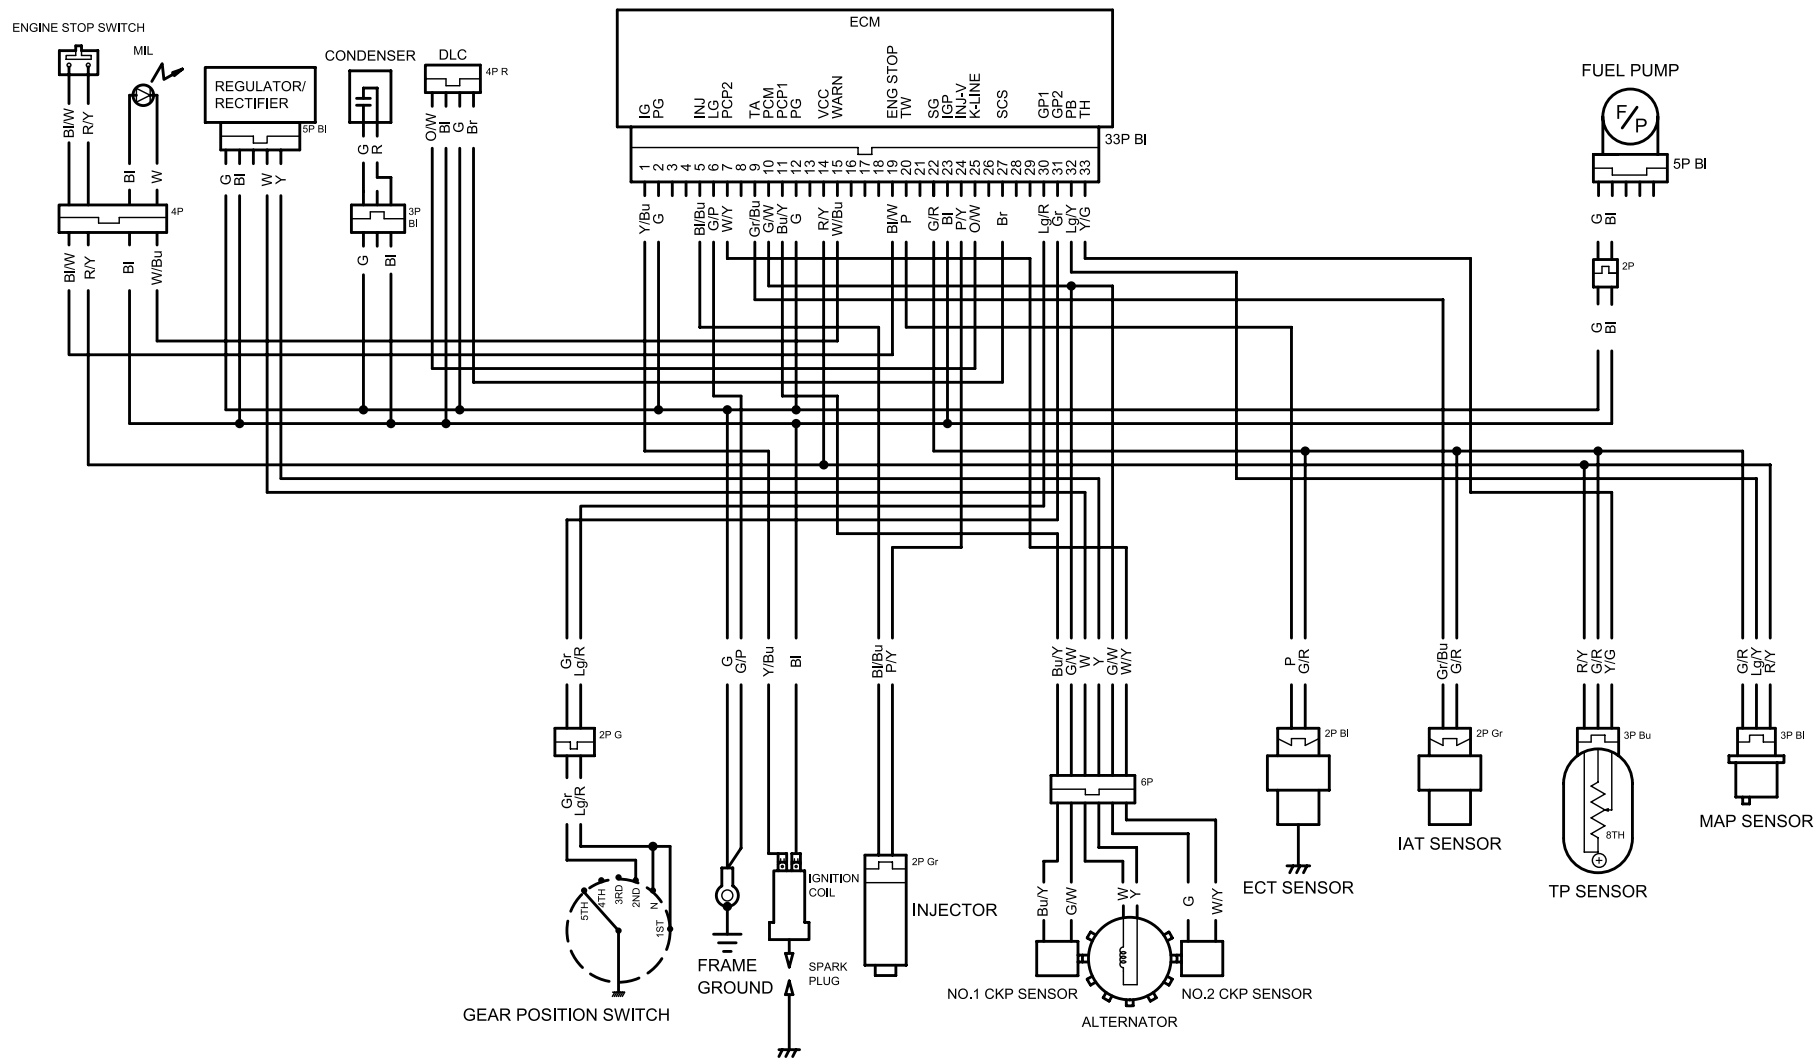 ECM
ENGINE STOP SWITCH
MIL
REGULATOR/
RECTIFIER
5P Bl
CONDENSER
DLC
4P R
FUEL PUMP
F/P
5P Bl
IG
PG
INJ
LG
PCP2
TA
PCM
PCP1
PG
VCC
WARN
ENG STOP
TW
SG
IGP
INJ-V
K-LINE
SCS
GP1
GP2
PB
TH
33P Bl
1 2 3 4 5 6 7 8 9 10 11 12 13 14 15 16 17 18 19 20 21 22 23 24 25 26 27 28 29 30 31 32 33
Bl/W
R/Y
Bl
W
G
Bl
W
Y
G
R
O/W
Bl
G
Br
4P
3P
Bl
Y/Bu
G
Bl/Bu
G/P
W/Y
Gr/Bu
G/W
Bu/Y
G
R/Y
W/Bu
Bl/W
P
G/R
Bl
P/Y
O/W
Br
Lg/R
Gr
Lg/Y
Y/G
G
Bl
2P
G
Bl
Bl/W
R/Y
Bl
W/Bu
G
Bl
Gr
Lg/R
G
G/P
Y/Bu
Bl
Bl/Bu
P/Y
Bu/Y
G/W
W
Y
G/W
W/Y
P
G/R
Gr/Bu
G/R
R/Y
G/R
Y/G
G/R
Lg/Y
R/Y
2P G
2P Bl
2P Gr
3P Bu
3P Bl
Gr
Lg/R
6P
5TH
4TH
3RD
2ND
N
1ST
GEAR POSITION SWITCH
FRAME
GROUND
IGNITION
COIL
SPARK
PLUG
2P Gr
INJECTOR
Bu/Y
G/W
W
Y
G
W/Y
NO.1 CKP SENSOR
NO.2 CKP SENSOR
ALTERNATOR
ECT SENSOR
IAT SENSOR
8TH
TP SENSOR
MAP SENSOR